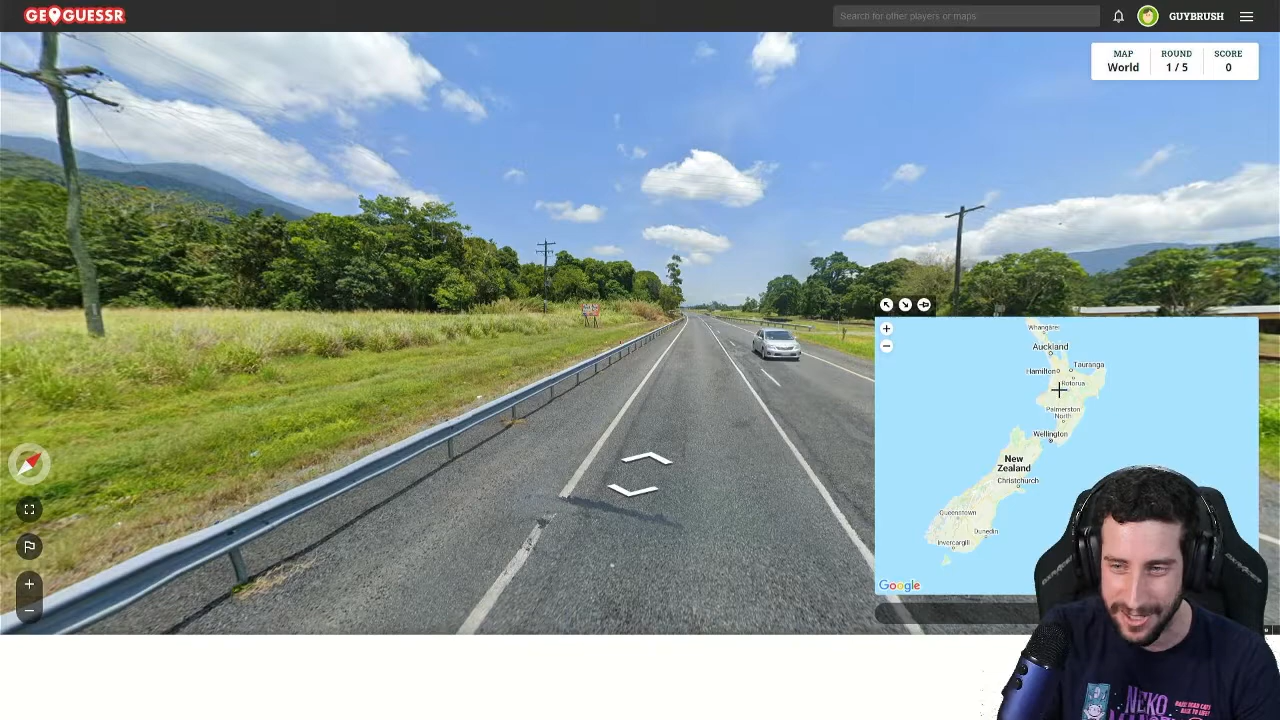 GEOGUESSR
Search for other players or maps
GUYBRUSH
MAP
World
ROUND
1 / 5
SCORE
0
Whangarei
Auckland
Hamilton
Tauranga
Rotorua
Palmerston
North
Wellington
New
Zealand
Christchurch
Queenstown
Dunedin
Invercargill
Google
NEKO